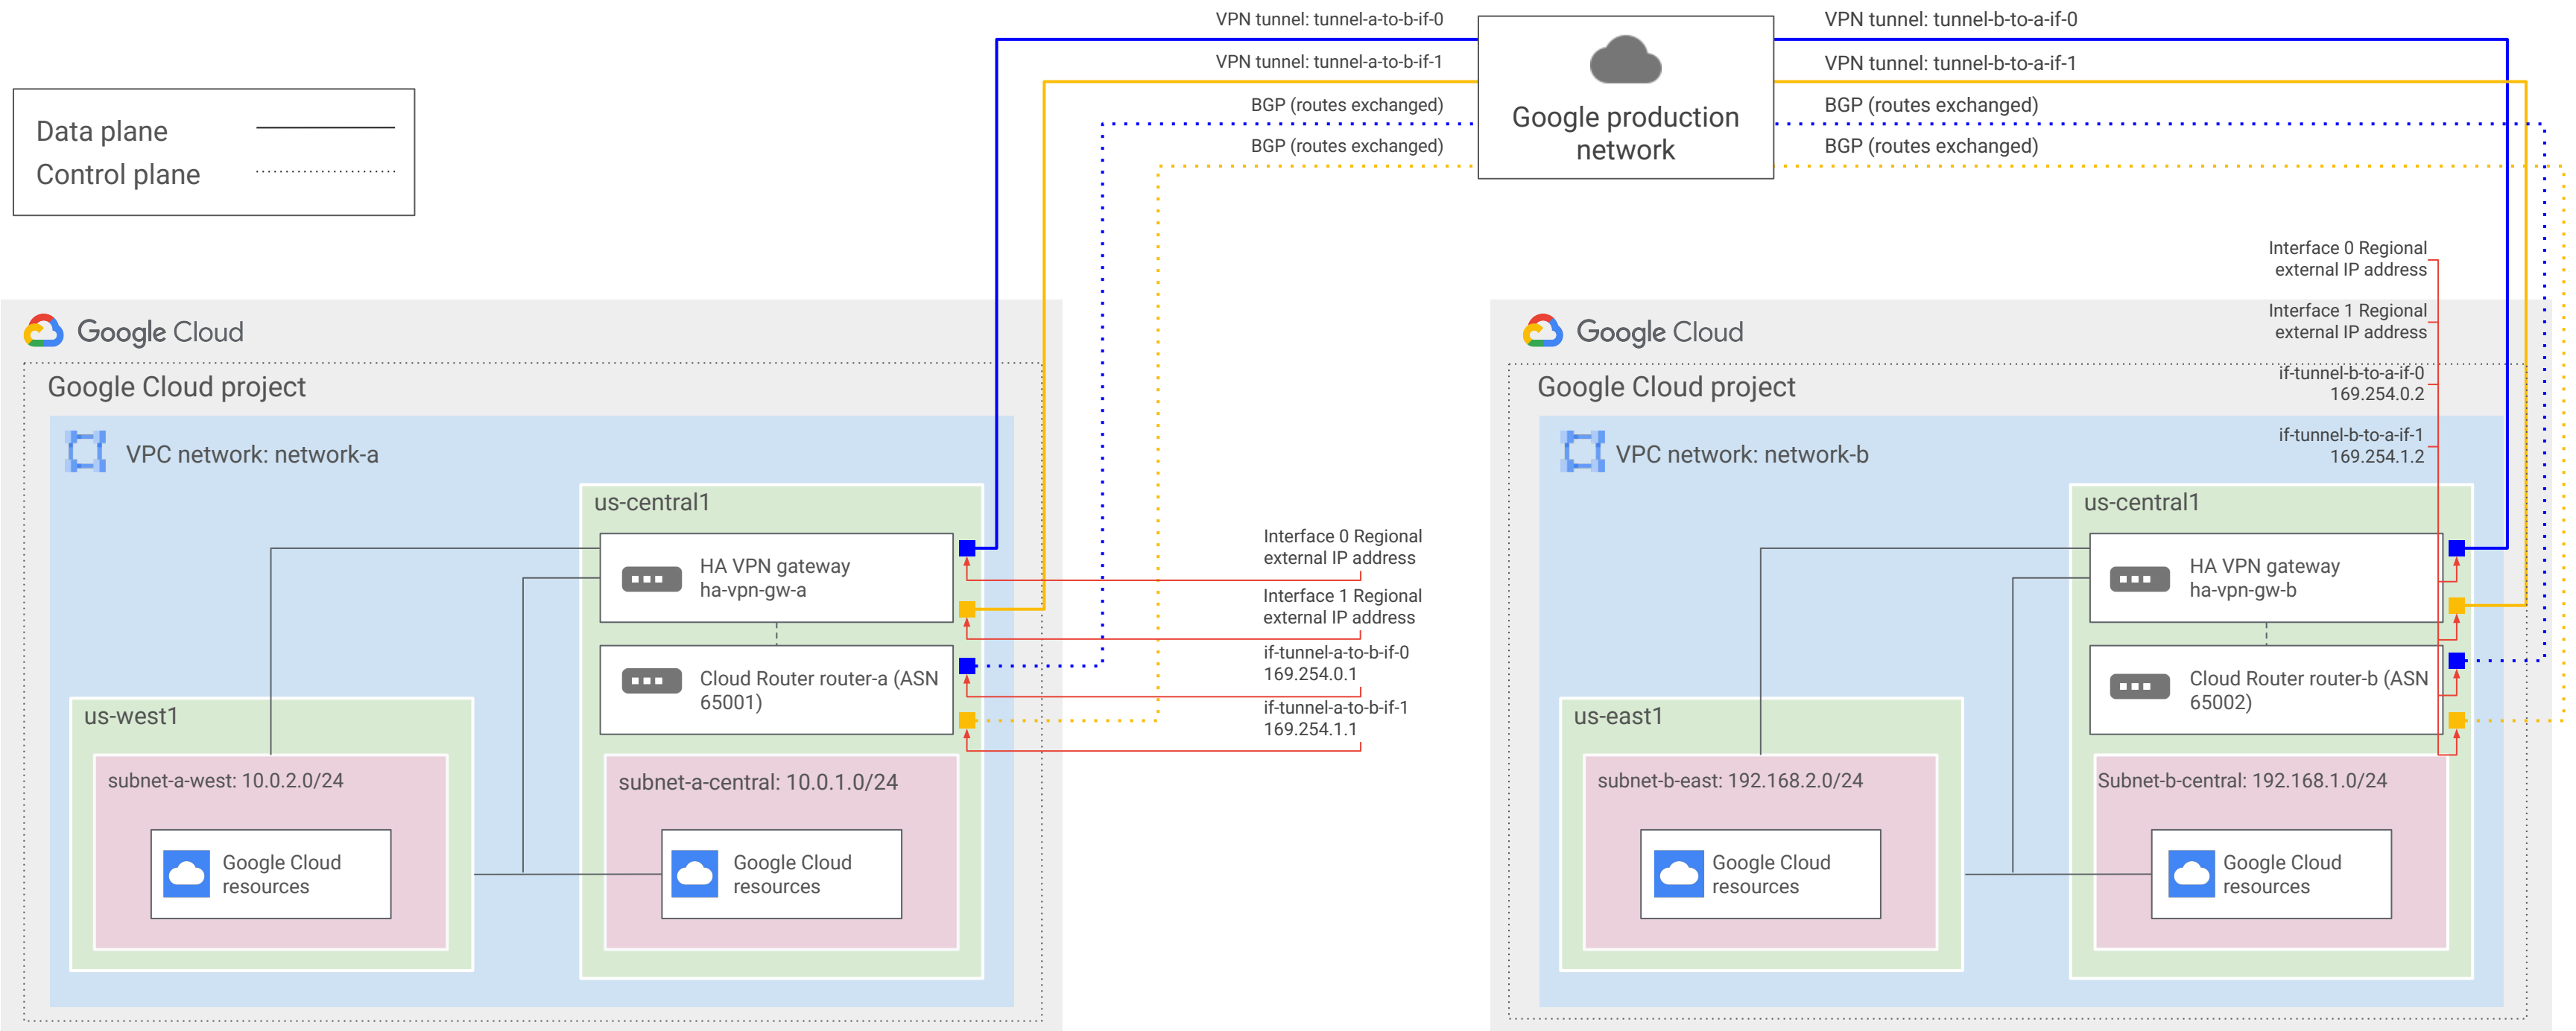 VPN tunnel: tunnel-a-to-b-if-0
VPN tunnel: tunnel-a-to-b-if-1
BGP (routes exchanged)
BGP (routes exchanged)
Google production
network
VPN tunnel: tunnel-b-to-a-if-0
VPN tunnel: tunnel-b-to-a-if-1
BGP (routes exchanged)
BGP (routes exchanged)
Data plane
Control plane
Google Cloud
Google Cloud project
VPC network: network-a
us-central1
HA VPN gateway
ha-vpn-gw-a
Cloud Router router-a (ASN
65001)
us-west1
subnet-a-west: 10.0.2.0/24
Google Cloud
resources
subnet-a-central: 10.0.1.0/24
Google Cloud
resources
Interface 0 Regional
external IP address
Interface 1 Regional
external IP address
if-tunnel-a-to-b-if-0
169.254.0.1
if-tunnel-a-to-b-if-1
169.254.1.1
Interface 0 Regional
external IP address
Interface 1 Regional
external IP address
if-tunnel-b-to-a-if-0
169.254.0.2
if-tunnel-b-to-a-if-1
169.254.1.2
Google Cloud
Google Cloud project
VPC network: network-b
us-central1
HA VPN gateway
ha-vpn-gw-b
Cloud Router router-b (ASN
65002)
us-east1
subnet-b-east: 192.168.2.0/24
Google Cloud
resources
Subnet-b-central: 192.168.1.0/24
Google Cloud
resources